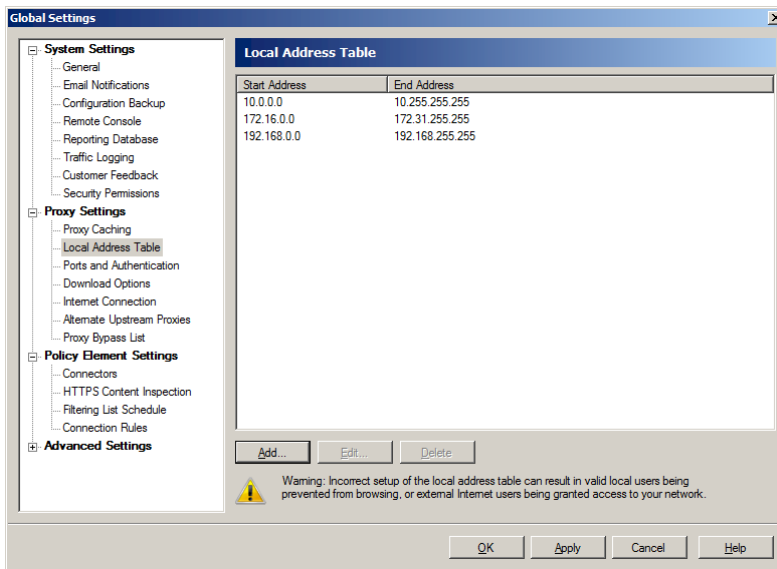 Global Settings
System Settings
General
Email Notifications
Configuration Backup
Remote Console
Reporting Database
Traffic Logging
Customer Feedback
Security Permissions
Proxy Settings
Proxy Caching
Local Address Table
Ports and Authentication
Download Options
Internet Connection
Alternate Upstream Proxies
Proxy Bypass List
Policy Element Settings
Connectors
HTTPS Content Inspection
Filtering List Schedule
Connection Rules
Advanced Settings
Local Address Table
Start Address End Address
10.0.0.0 10.255.255.255
172.16.0.0 172.31.255.255
192.168.0.0 192.168.255.255
Add... Edit... Delete
Warning: Incorrect setup of the local address table can result in valid local users being
prevented from browsing, or external Internet users being granted access to your network.
OK Apply Cancel Help